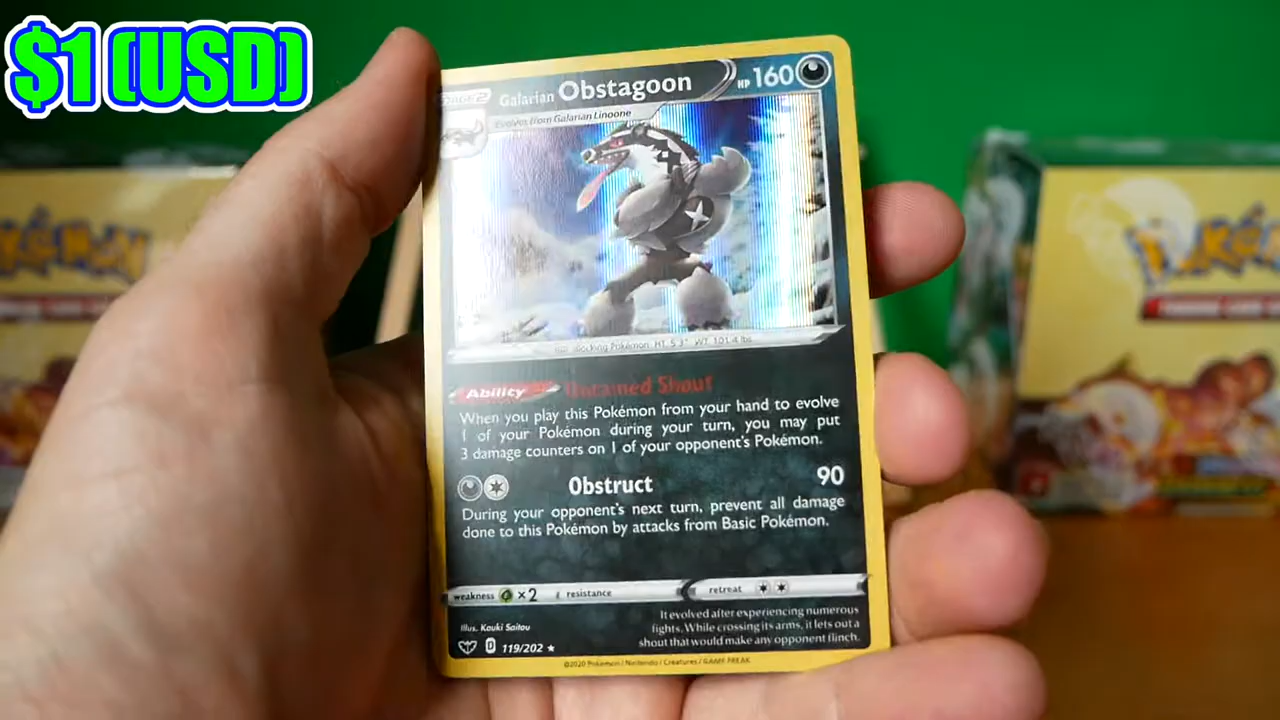 $1 (USD)
STAGE 2
Galarian Obstagoon
HP 160
Evolves from Galarian Linoone
Blocking Pokémon HT: 5'3" WT: 101.4 lbs.
Ability Untamed Shout
When you play this Pokémon from your hand to evolve
1 of your Pokémon during your turn, you may put
3 damage counters on 1 of your opponent's Pokémon.
Obstruct 90
During your opponent's next turn, prevent all damage
done to this Pokémon by attacks from Basic Pokémon.
weakness ×2 resistance retreat
Illus. Kouki Saitou
It evolved after experiencing numerous
fights. While crossing its arms, it lets out a
shout that would make any opponent flinch.
D 119/202 ★
©2020 Pokémon / Nintendo / Creatures / GAME FREAK
Pokémon
Poké